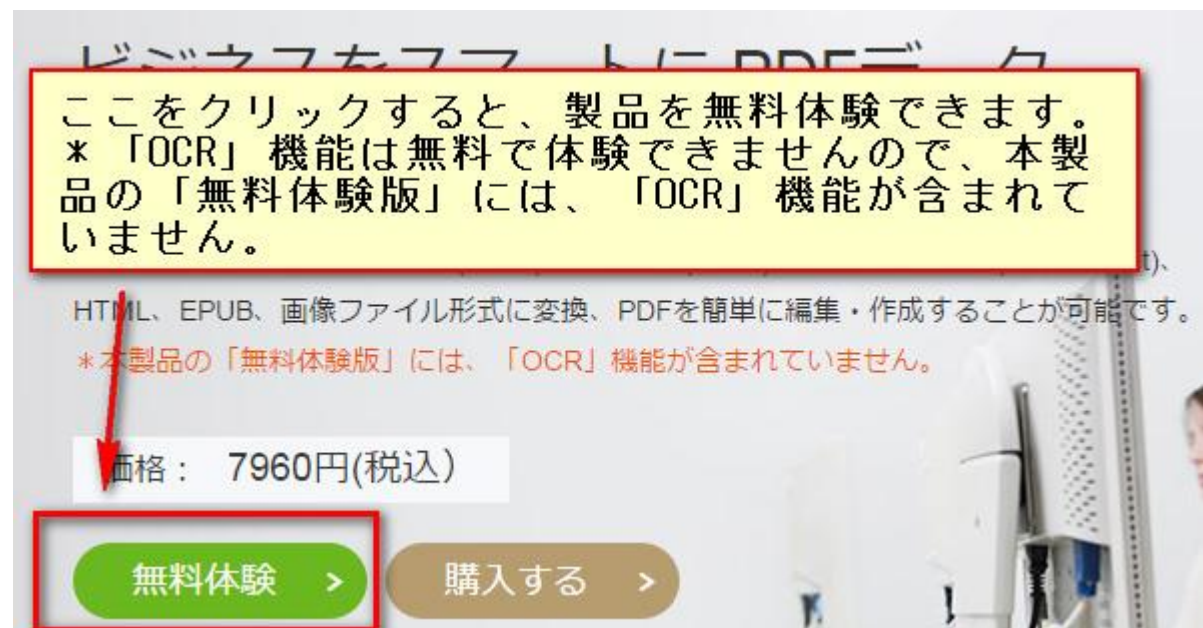 PDFデータ
ここをクリックすると、製品を無料体験できます。
*「OCR」機能は無料で体験できませんので、本製
品の「無料体験版」には、「OCR」機能が含まれて
いません。
t)、
HTML、EPUB、画像ファイル形式に変換、PDFを簡単に編集・作成することが可能です。
*本製品の「無料体験版」には、「OCR」機能が含まれていません。
価格： 7960円(税込）
無料体験 >
購入する >